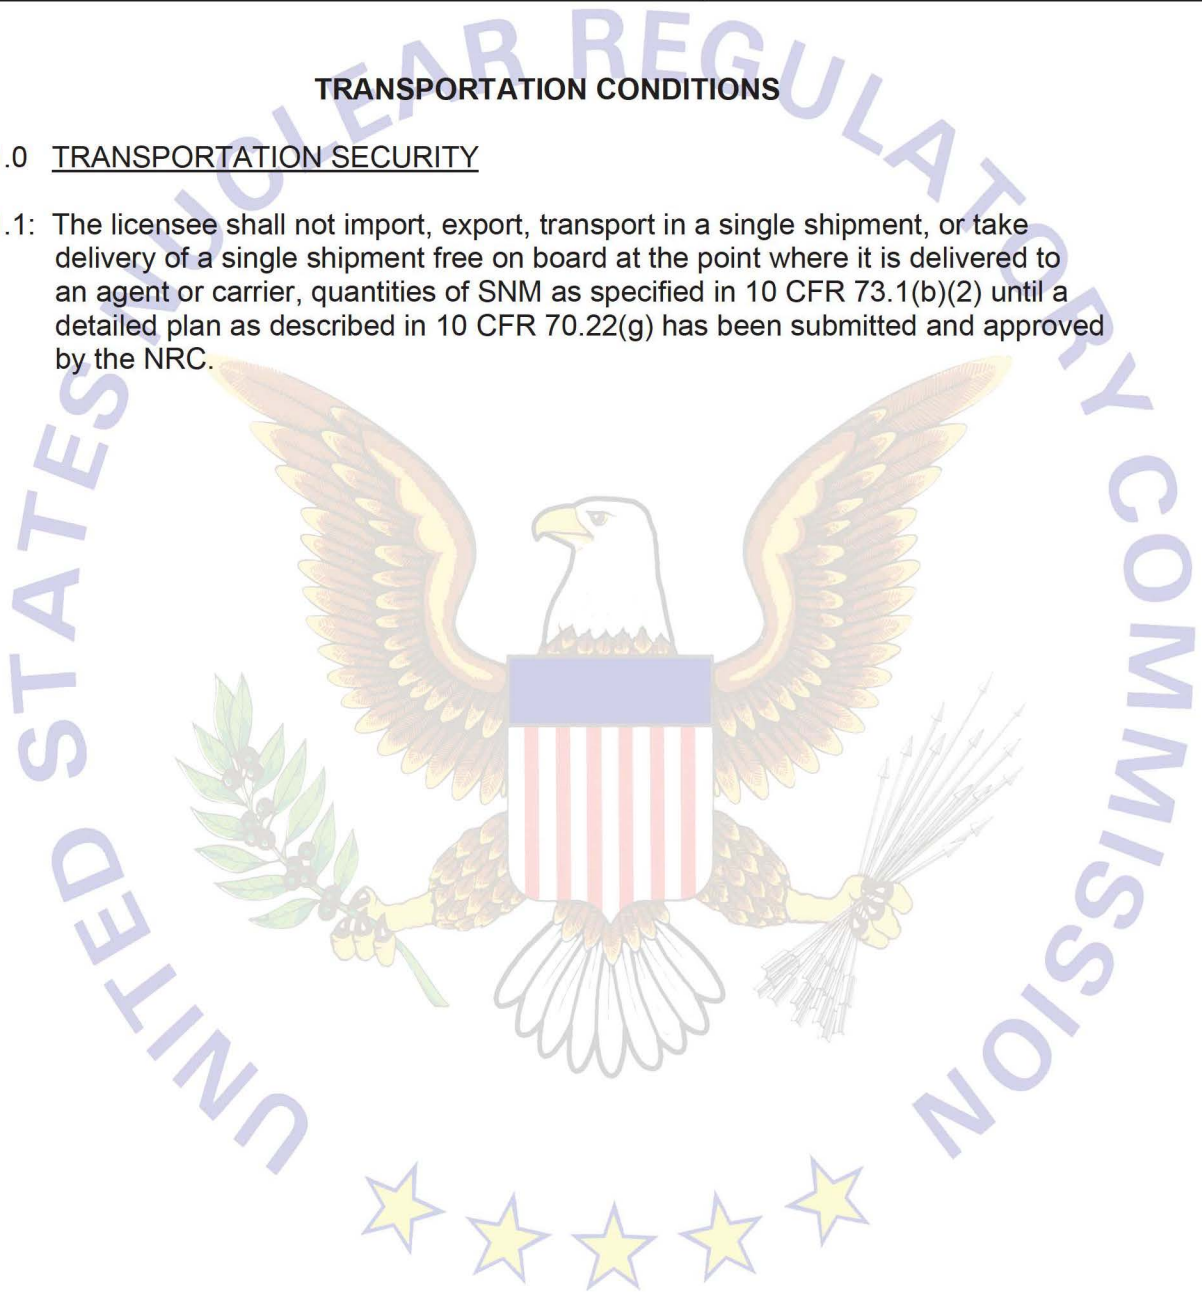 TRANSPORTATION CONDITIONS
.0 TRANSPORTATION SECURITY
.1: The licensee shall not import, export, transport in a single shipment, or take
delivery of a single shipment free on board at the point where it is delivered to
an agent or carrier, quantities of SNM as specified in 10 CFR 73.1(b)(2) until a
detailed plan as described in 10 CFR 70.22(g) has been submitted and approved
by the NRC.
UNITED STATES NUCLEAR REGULATORY COMMISSION